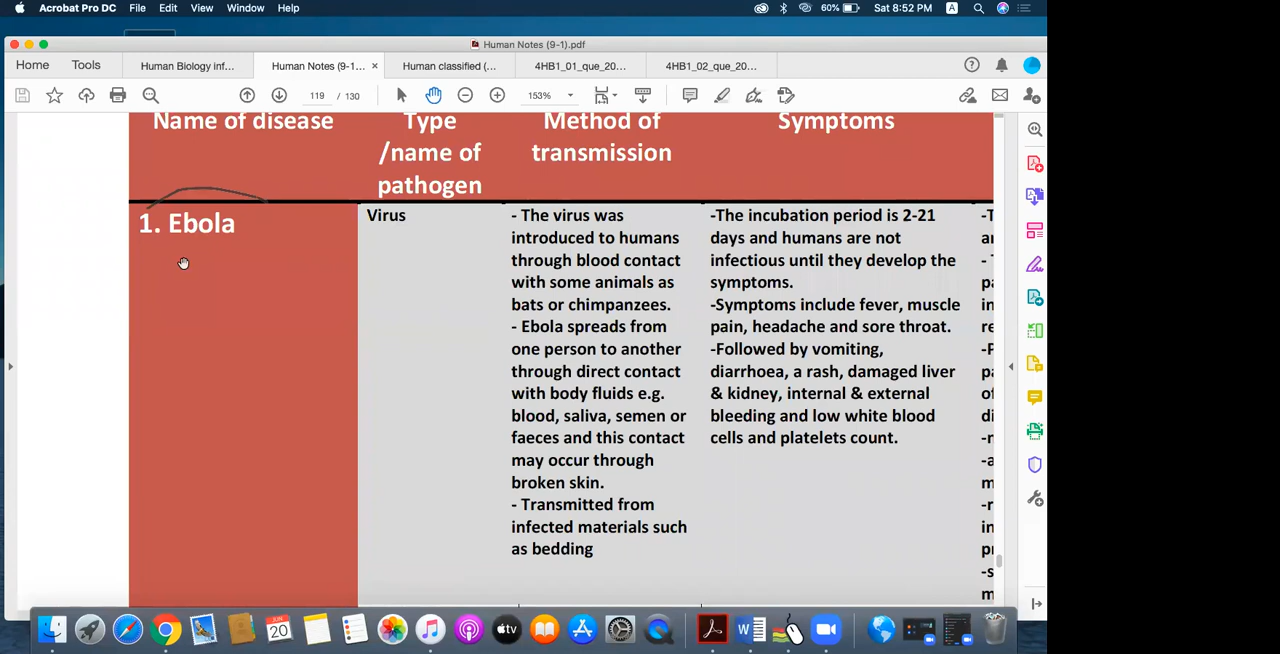 Acrobat Pro DC File Edit View Window Help 60% Sat 8:52 PM A
Human Notes (9-1).pdf
Home Tools Human Biology inf... Human Notes (9-1... × Human classified (... 4HB1_01_que_20... 4HB1_02_que_20...
119 / 130 153%
Name of disease
Type
/name of
pathogen
Method of
transmission
Symptoms
1. Ebola
Virus
- The virus was
introduced to humans
through blood contact
with some animals as
bats or chimpanzees.
- Ebola spreads from
one person to another
through direct contact
with body fluids e.g.
blood, saliva, semen or
faeces and this contact
may occur through
broken skin.
- Transmitted from
infected materials such
as bedding
-The incubation period is 2-21
days and humans are not
infectious until they develop the
symptoms.
-Symptoms include fever, muscle
pain, headache and sore throat.
-Followed by vomiting,
diarrhoea, a rash, damaged liver
& kidney, internal & external
bleeding and low white blood
cells and platelets count.
JUN
20
tv
W